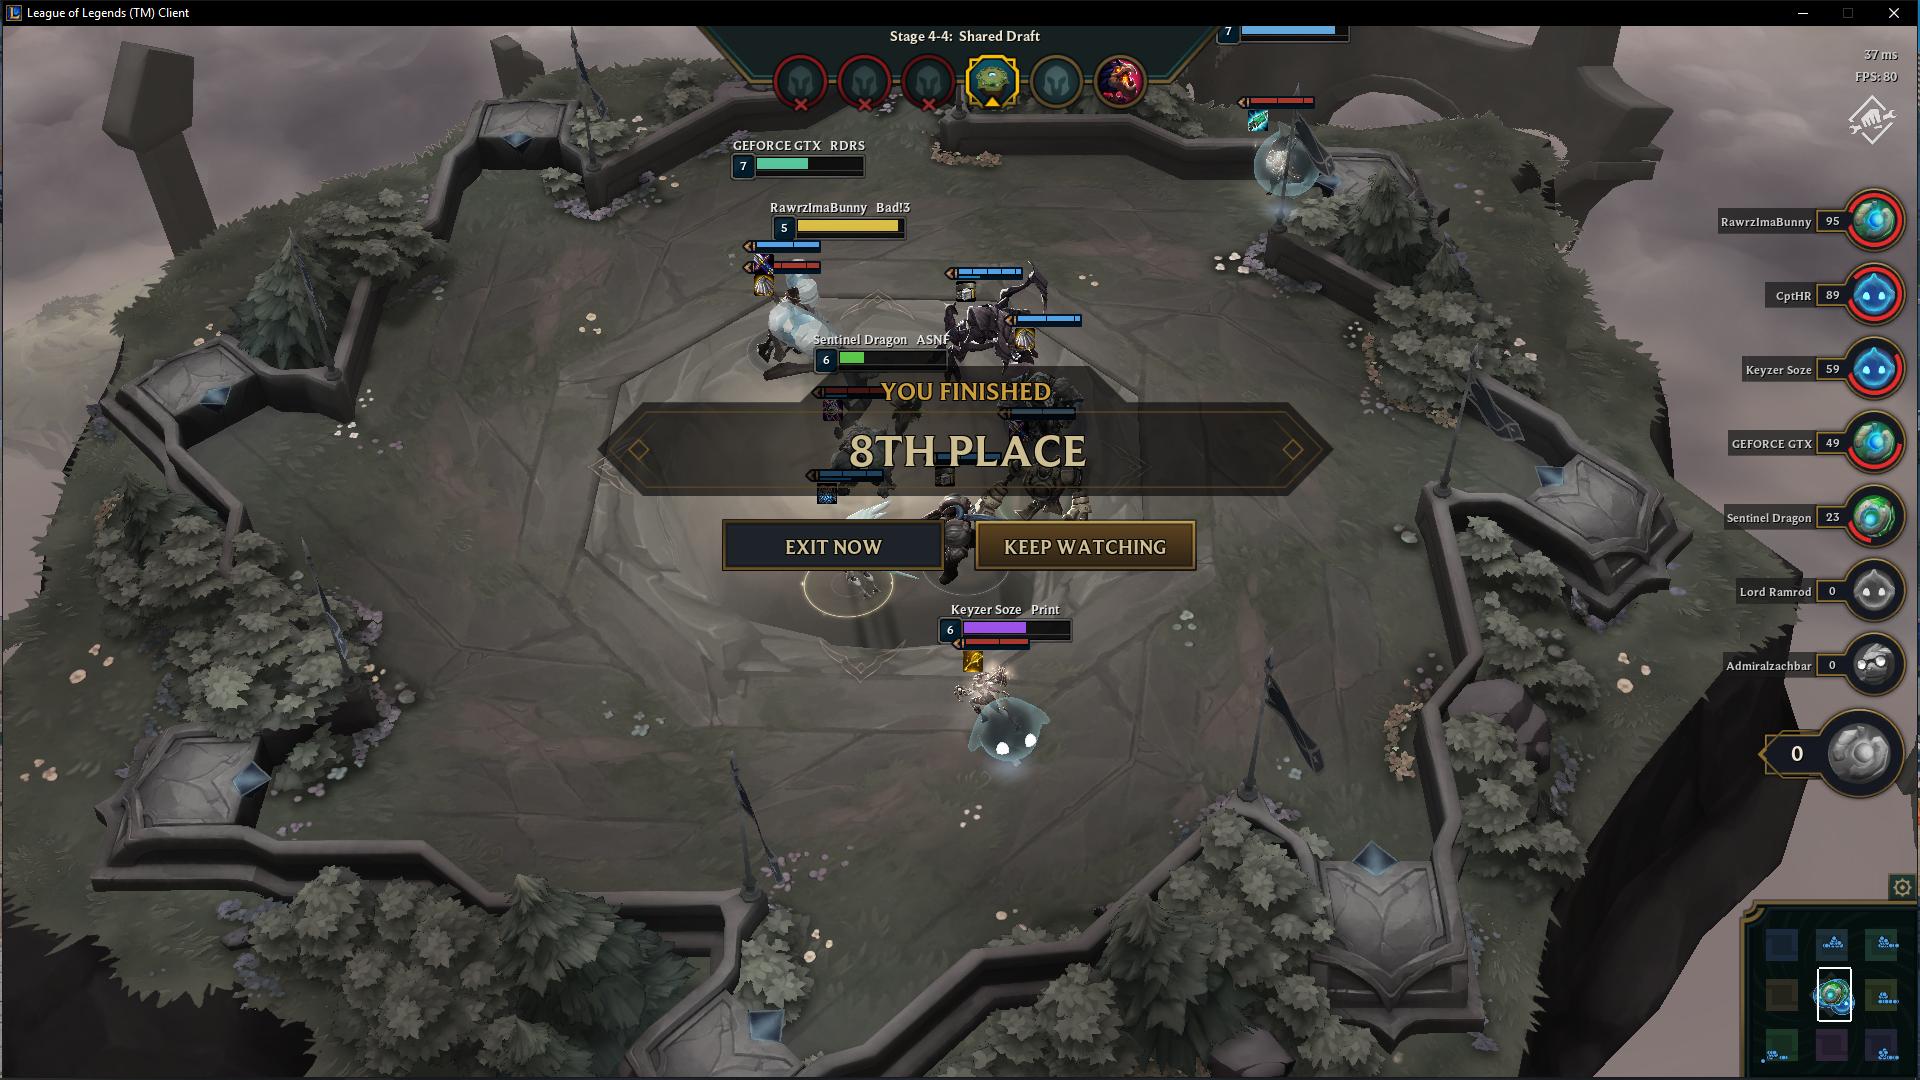 League of Legends (TM) Client
Stage 4-4: Shared Draft
7
37 ms
FPS: 80
GEFORCE GTX RDRS
7
RawrzImaBunny Bad!3
5
Sentinel Dragon ASNF
6
YOU FINISHED
8TH PLACE
EXIT NOW
KEEP WATCHING
Keyzer Soze Print
6
RawrzImaBunny 95
CptHR 89
Keyzer Soze 59
GEFORCE GTX 49
Sentinel Dragon 23
Lord Ramrod 0
Admiralzachbar 0
0